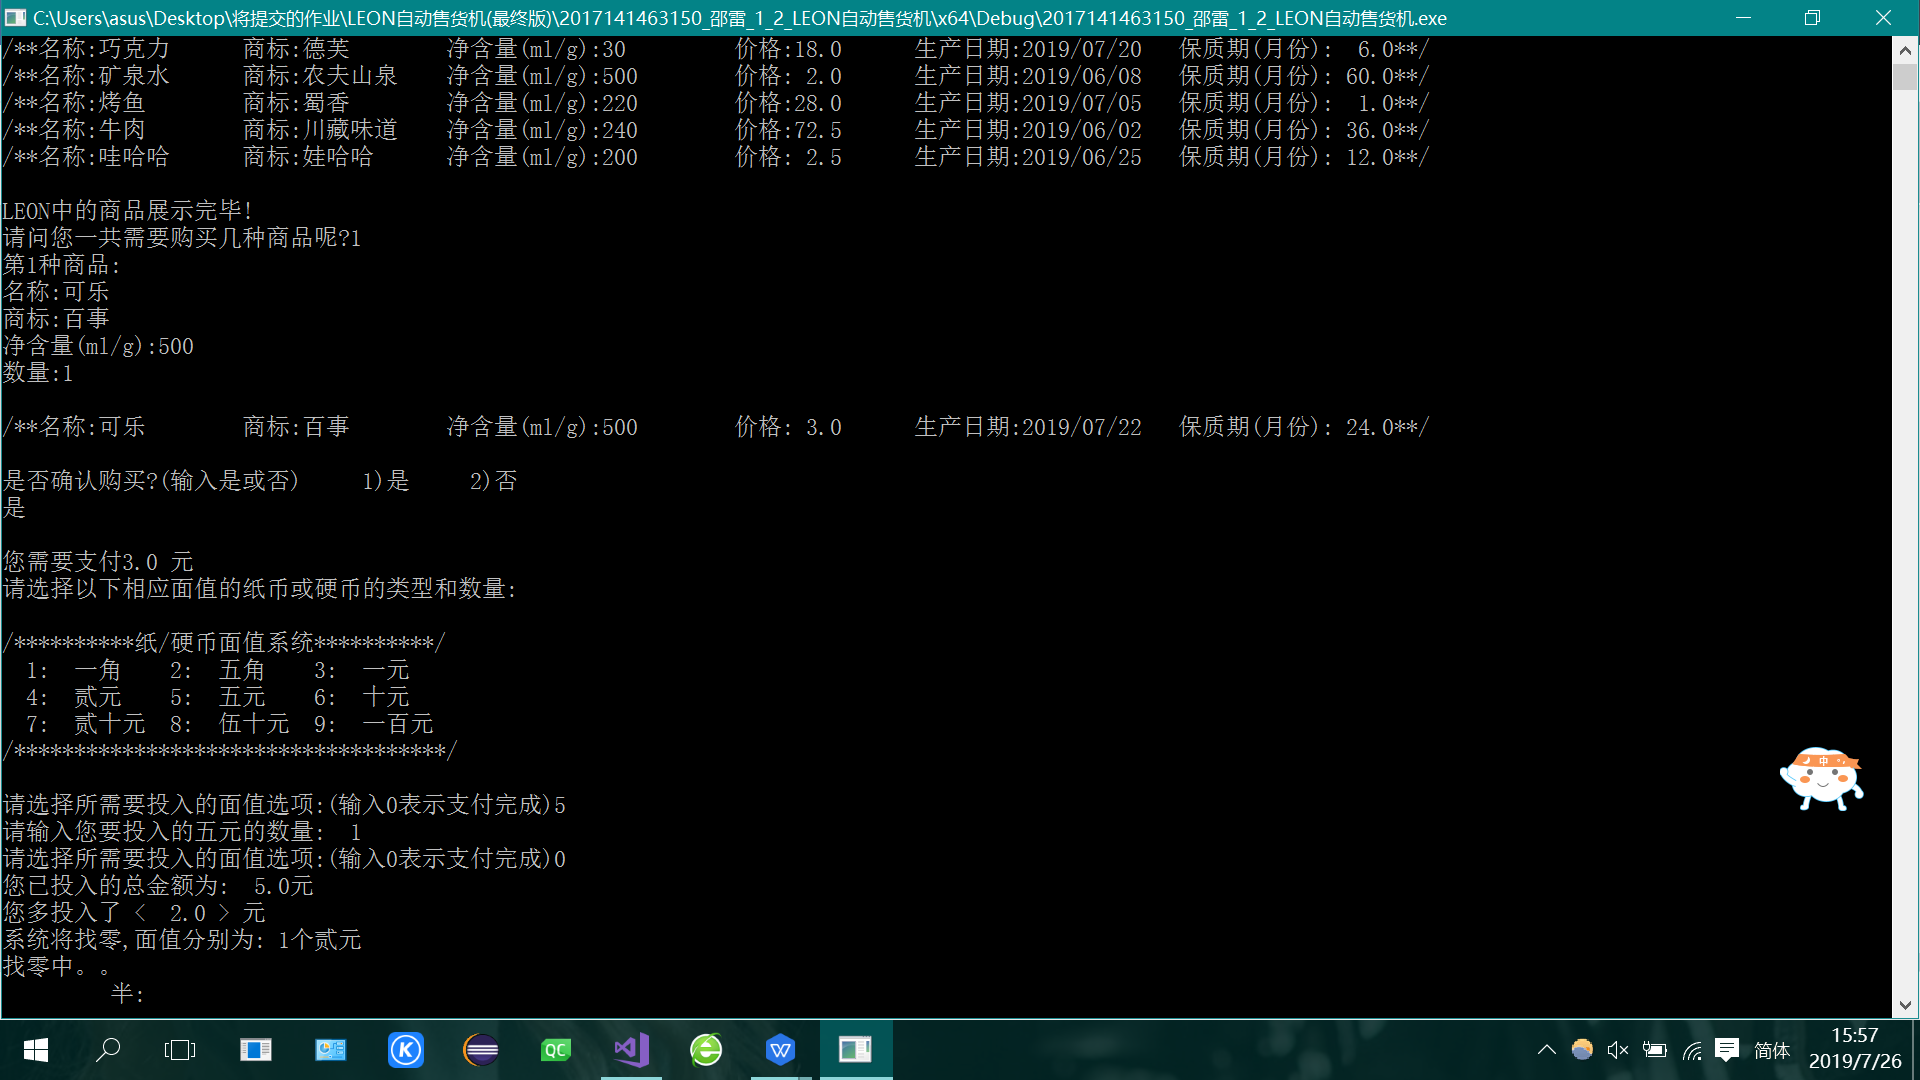 C:\Users\asus\Desktop\将提交的作业\LEON自动售货机(最终版)\2017141463150_邵雷_1_2_LEON自动售货机\x64\Debug\2017141463150_邵雷_1_2_LEON自动售货机.exe
/**名称:巧克力 商标:德芙 净含量(ml/g):30 价格:18.0 生产日期:2019/07/20 保质期(月份): 6.0**/
/**名称:矿泉水 商标:农夫山泉 净含量(ml/g):500 价格: 2.0 生产日期:2019/06/08 保质期(月份): 60.0**/
/**名称:烤鱼 商标:蜀香 净含量(ml/g):220 价格:28.0 生产日期:2019/07/05 保质期(月份): 1.0**/
/**名称:牛肉 商标:川藏味道 净含量(ml/g):240 价格:72.5 生产日期:2019/06/02 保质期(月份): 36.0**/
/**名称:哇哈哈 商标:娃哈哈 净含量(ml/g):200 价格: 2.5 生产日期:2019/06/25 保质期(月份): 12.0**/
LEON中的商品展示完毕!
请问您一共需要购买几种商品呢?1
第1种商品:
名称:可乐
商标:百事
净含量(ml/g):500
数量:1
/**名称:可乐 商标:百事 净含量(ml/g):500 价格: 3.0 生产日期:2019/07/22 保质期(月份): 24.0**/
是否确认购买?(输入是或否) 1)是 2)否
是
您需要支付3.0 元
请选择以下相应面值的纸币或硬币的类型和数量:
/**********纸/硬币面值系统**********/
1: 一角 2: 五角 3: 一元
4: 贰元 5: 五元 6: 十元
7: 贰十元 8: 伍十元 9: 一百元
/************************************/
请选择所需要投入的面值选项:(输入0表示支付完成)5
请输入您要投入的五元的数量: 1
请选择所需要投入的面值选项:(输入0表示支付完成)0
您已投入的总金额为: 5.0元
您多投入了 < 2.0 > 元
系统将找零,面值分别为: 1个贰元
找零中。。
半:
中
K
QC
W
简体
15:57
2019/7/26